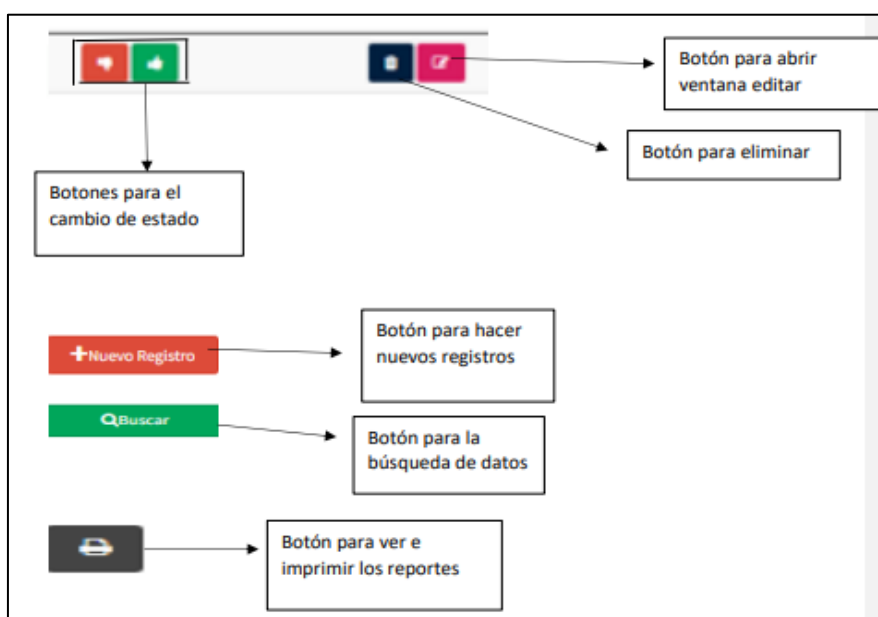 Botón para abrir
ventana editar
Botón para eliminar
Botones para el
cambio de estado
Nuevo Registro
Botón para hacer
nuevos registros
Buscar
Botón para la
búsqueda de datos
Botón para ver e
imprimir los reportes